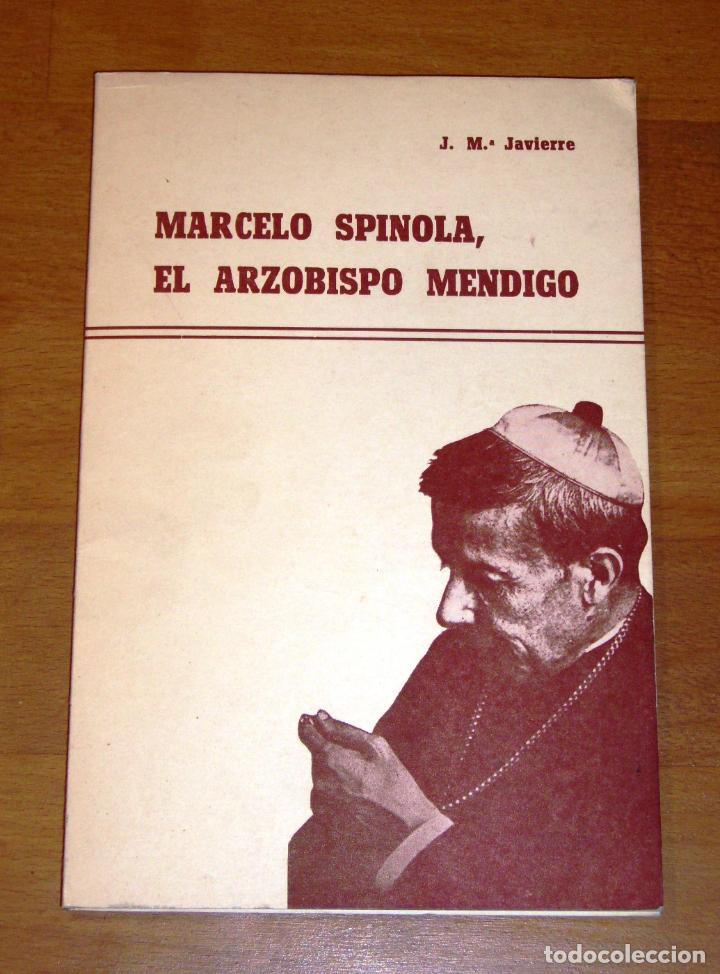 J. M.ª Javierre
MARCELO SPINOLA,
EL ARZOBISPO MENDIGO
todocoleccion